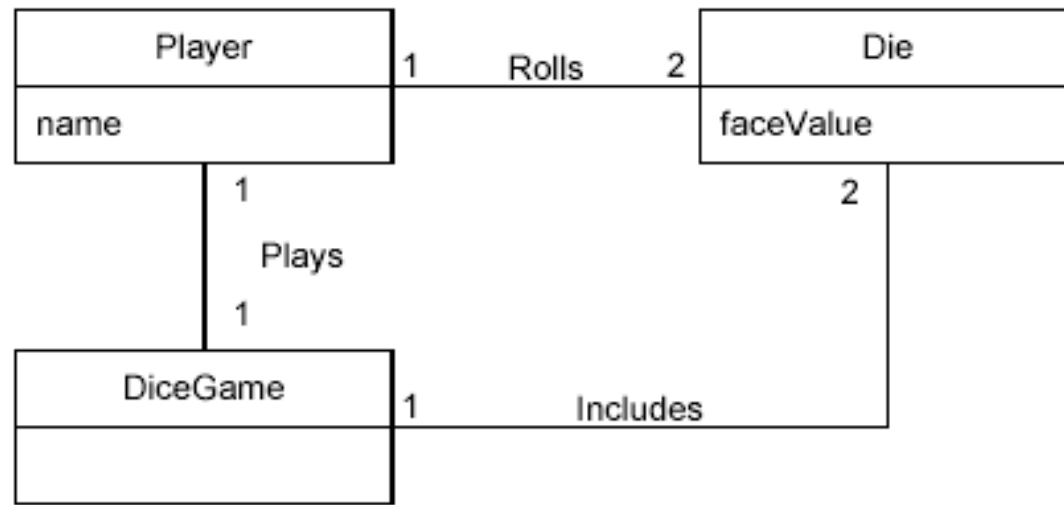 Player
name
1
Rolls
2
Die
faceValue
1
Plays
1
2
DiceGame
1
Includes